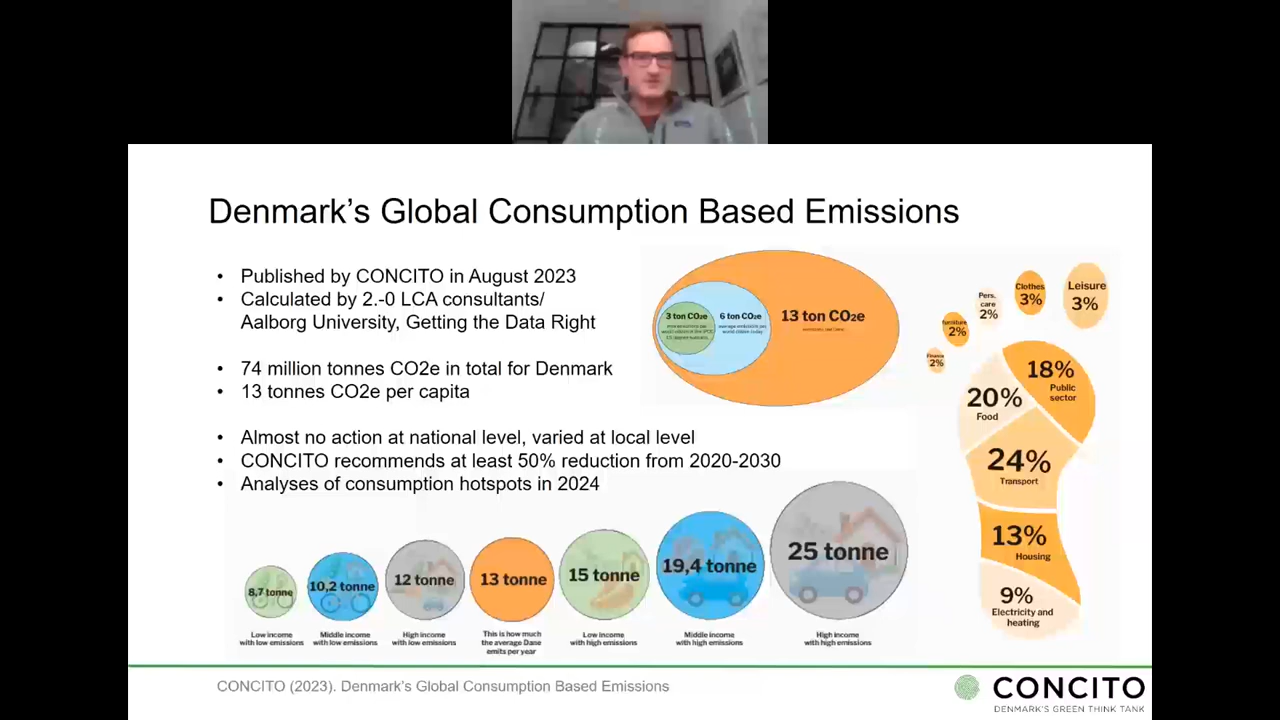 Denmark’s Global Consumption Based Emissions
• Published by CONCITO in August 2023
• Calculated by 2.-0 LCA consultants/
Aalborg University, Getting the Data Right
• 74 million tonnes CO2e in total for Denmark
• 13 tonnes CO2e per capita
• Almost no action at national level, varied at local level
• CONCITO recommends at least 50% reduction from 2020-2030
• Analyses of consumption hotspots in 2024
3 ton CO₂e
6 ton CO₂e
average emissions per
world citizen today
13 ton CO₂e
Finance
2%
Furniture
2%
Pers.
care
2%
Clothes
3%
Leisure
3%
18%
Public
sector
20%
Food
24%
Transport
13%
Housing
9%
Electricity and
heating
8,7 tonne
Low income
with low emissions
10,2 tonne
Middle income
with low emissions
12 tonne
High income
with low emissions
13 tonne
This is how much
the average Dane
emits per year
15 tonne
Low income
with high emissions
19,4 tonne
Middle income
with high emissions
25 tonne
High income
with high emissions
CONCITO (2023). Denmark’s Global Consumption Based Emissions
CONCITO
DENMARK'S GREEN THINK TANK